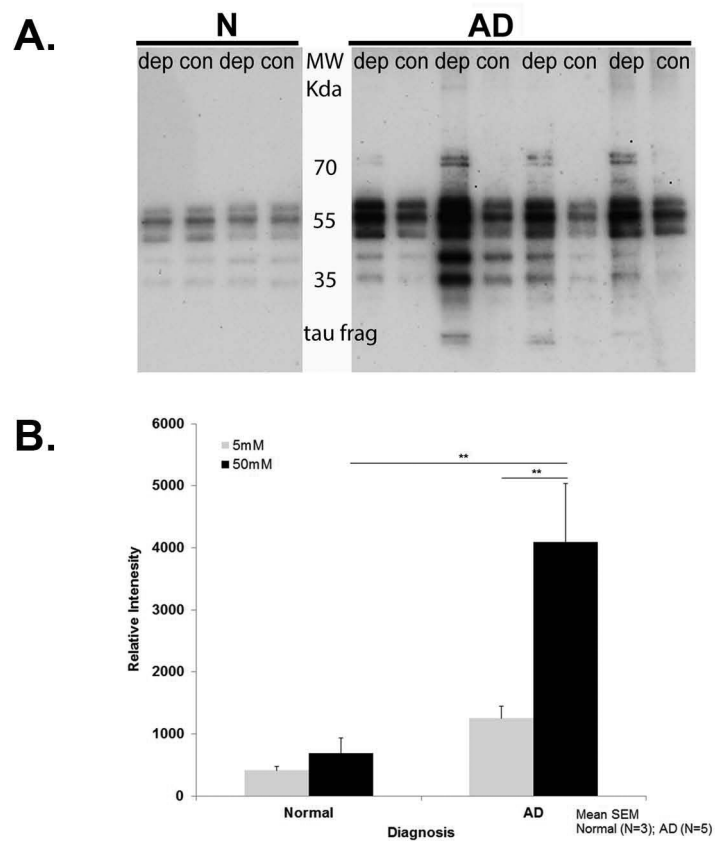 A.
N AD
dep con dep con MW dep con dep con dep con dep con
Kda
70
55
35
tau frag
B.
6000
5mM
50mM
**
**
5000
4000
3000
2000
1000
0
Relative Intenesity
Normal AD
Diagnosis
Mean SEM
Normal (N=3); AD (N=5)